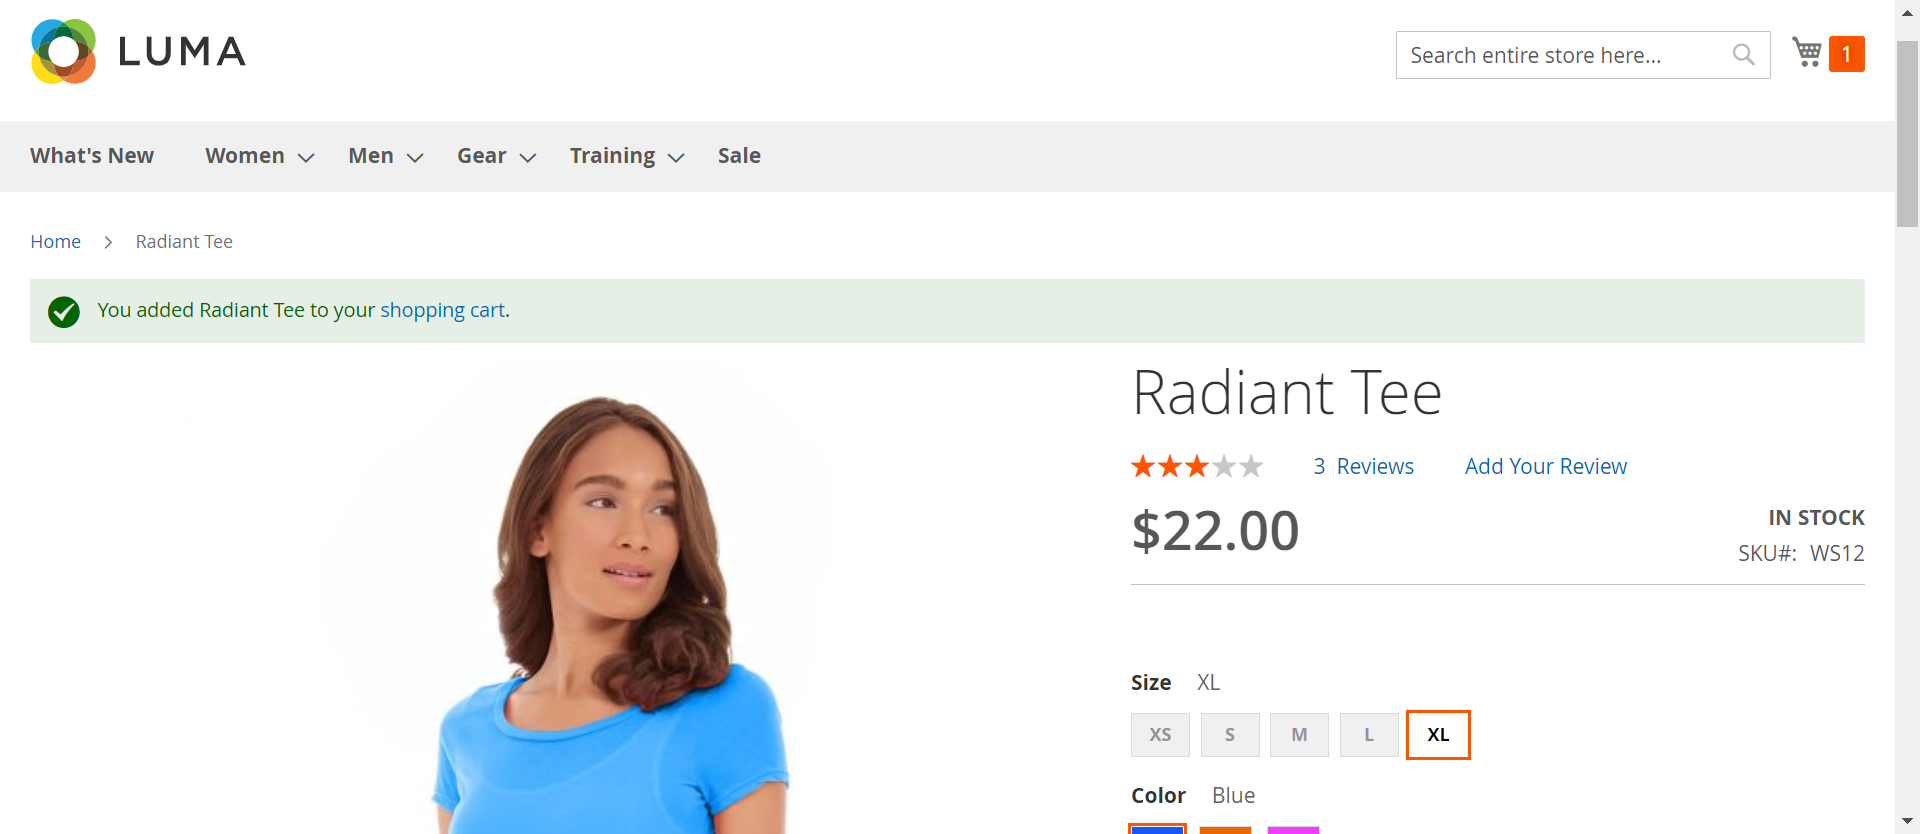 LUMA
Search entire store here...
1
What's New Women Men Gear Training Sale
Home Radiant Tee
You added Radiant Tee to your shopping cart.
Radiant Tee
3 Reviews Add Your Review
$22.00
IN STOCK
SKU#: WS12
Size XL
XS S M L XL
Color Blue